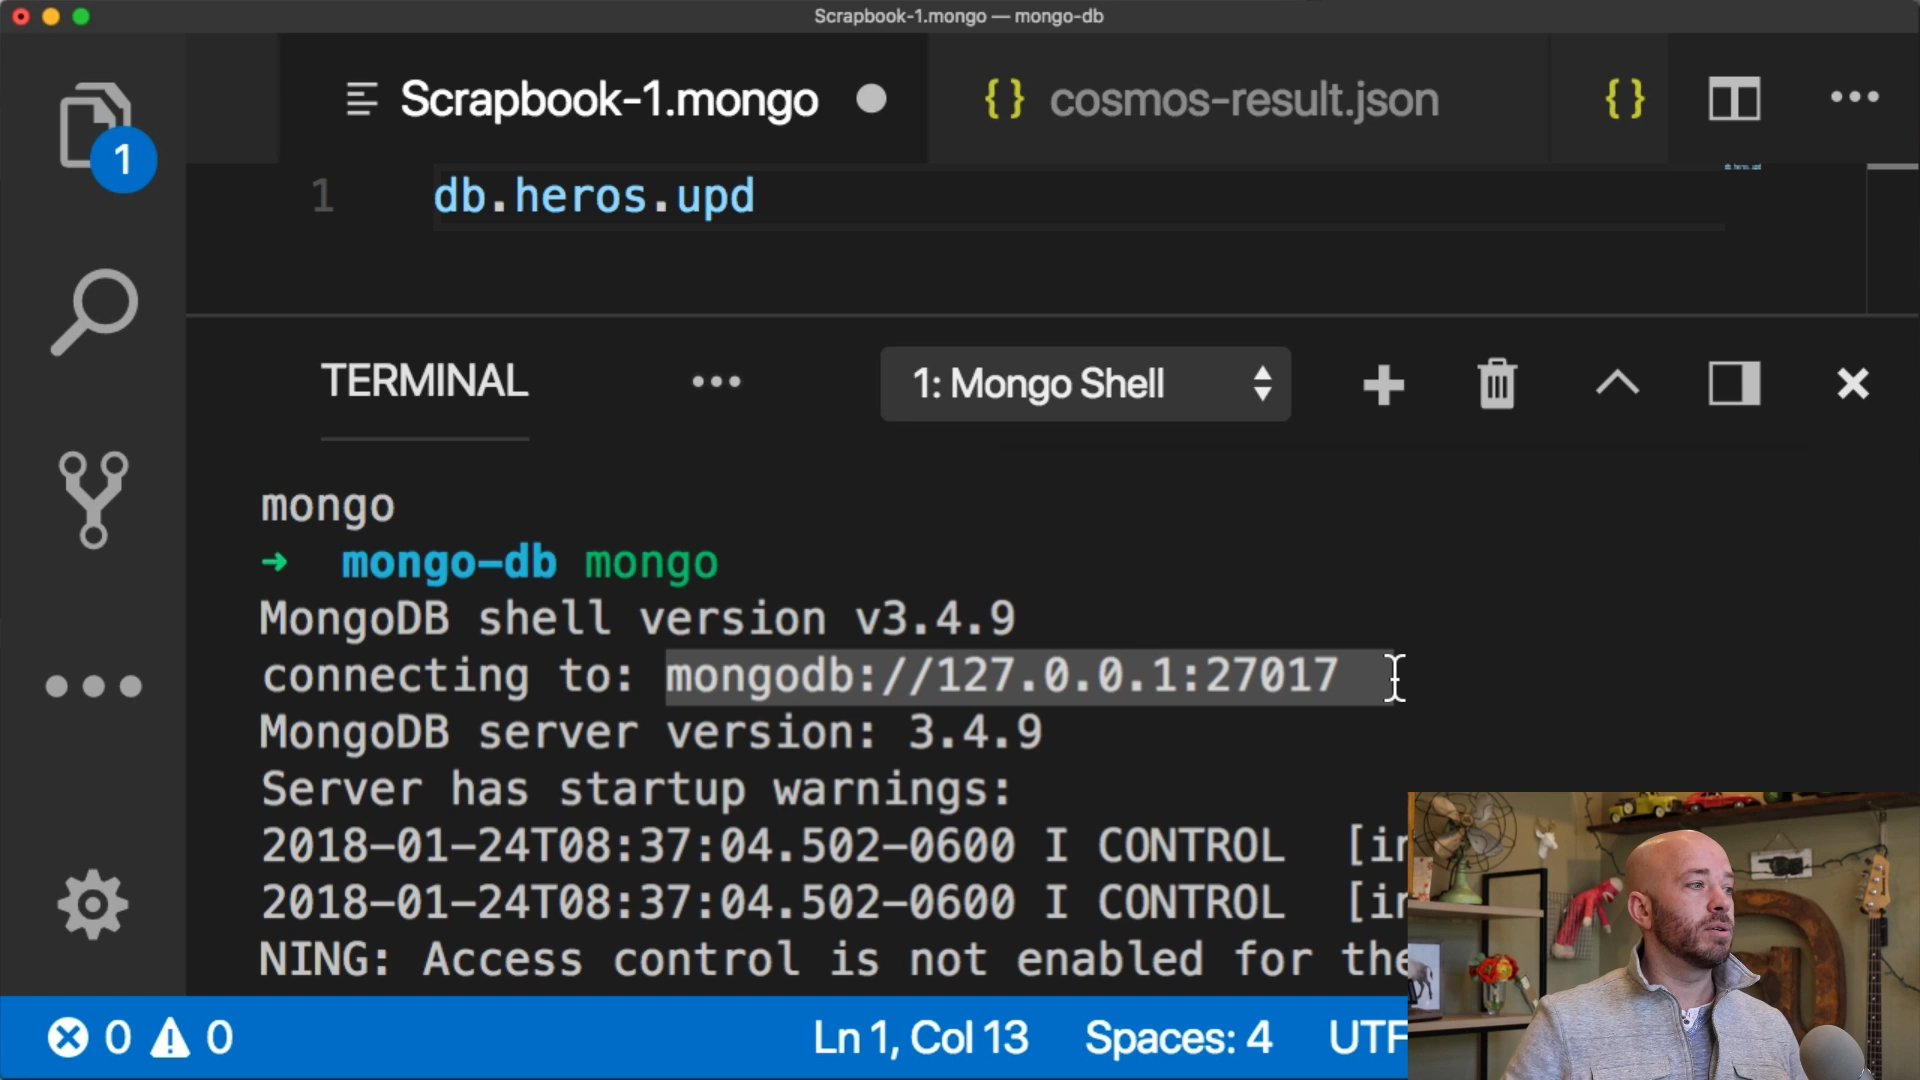 Scrapbook-1.mongo — mongo-db
Scrapbook-1.mongo
{} cosmos-result.json
{}
1
1 db.heros.upd
TERMINAL
1: Mongo Shell
mongo
➜ mongo-db mongo
MongoDB shell version v3.4.9
connecting to: mongodb://127.0.0.1:27017
MongoDB server version: 3.4.9
Server has startup warnings:
2018-01-24T08:37:04.502-0600 I CONTROL [in
2018-01-24T08:37:04.502-0600 I CONTROL [in
NING: Access control is not enabled for the
0 0
Ln 1, Col 13
Spaces: 4
UTF